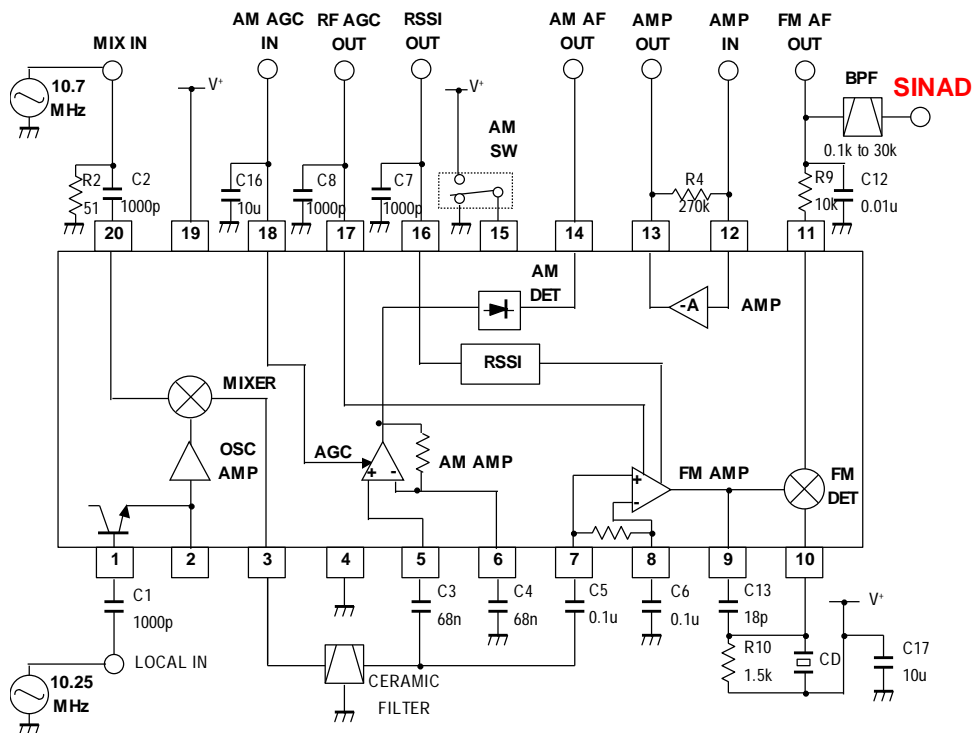 AM AGC IN
RF AGC OUT
RSSI OUT
AM AF OUT
AMP OUT
AMP IN
FM AF OUT
MIX IN
BPF
SINAD
10.7 MHz
V+
V+
AM SW
0.1k to 30k
R2
51
C2
1000p
C16
10u
C8
1000p
C7
1000p
R4
270k
R9
10k
C12
0.01u
20
19
18
17
16
15
14
13
12
11
AM DET
-A
AMP
RSSI
MIXER
OSC AMP
AGC
+
-
AM AMP
+
-
FM AMP
FM DET
1
2
3
4
5
6
7
8
9
10
C1
1000p
C3
68n
C4
68n
C5
0.1u
C6
0.1u
C13
18p
V+
R10
1.5k
CD
C17
10u
LOCAL IN
10.25 MHz
CERAMIC FILTER